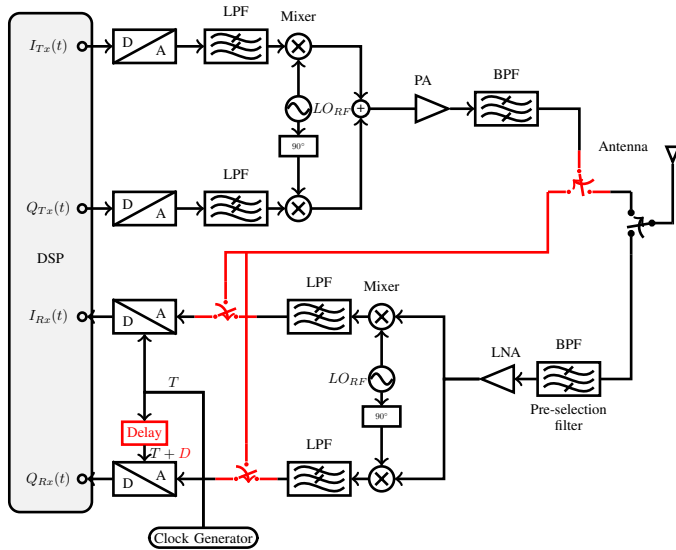 LPF
Mixer
I_{Tx}(t)
D
A
PA
BPF
LO_{RF}
+
90°
Antenna
LPF
Q_{Tx}(t)
D
A
DSP
LPF
Mixer
I_{Rx}(t)
D
A
LNA
BPF
T
LO_{RF}
90°
Pre-selection
filter
Delay
T + D
LPF
Q_{Rx}(t)
D
A
Clock Generator